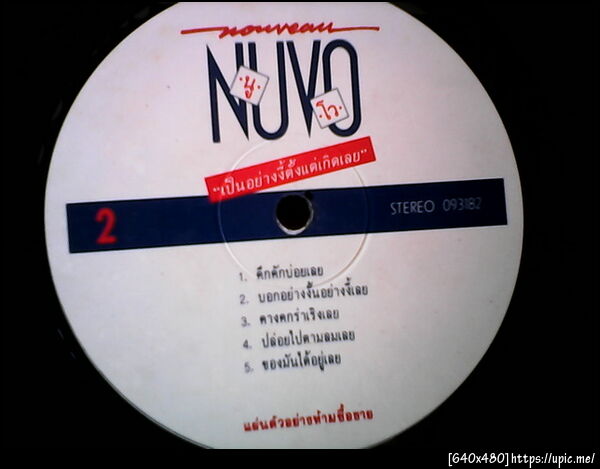 nouveau
NUVO
·นู·
·โว·
"เป็นอย่างงี้ตั้งแต่เกิดเลย"
2 STEREO 093182
1. คึกคักบ่อยเลย
2. บอกอย่างงั้นอย่างงี้เลย
3. คางคกร่าเริงเลย
4. ปล่อยไปตามลมเลย
5. ของมันได้อยู่เลย
แผ่นตัวอย่างห้ามซื้อขาย
[640x480]https://upic.me/